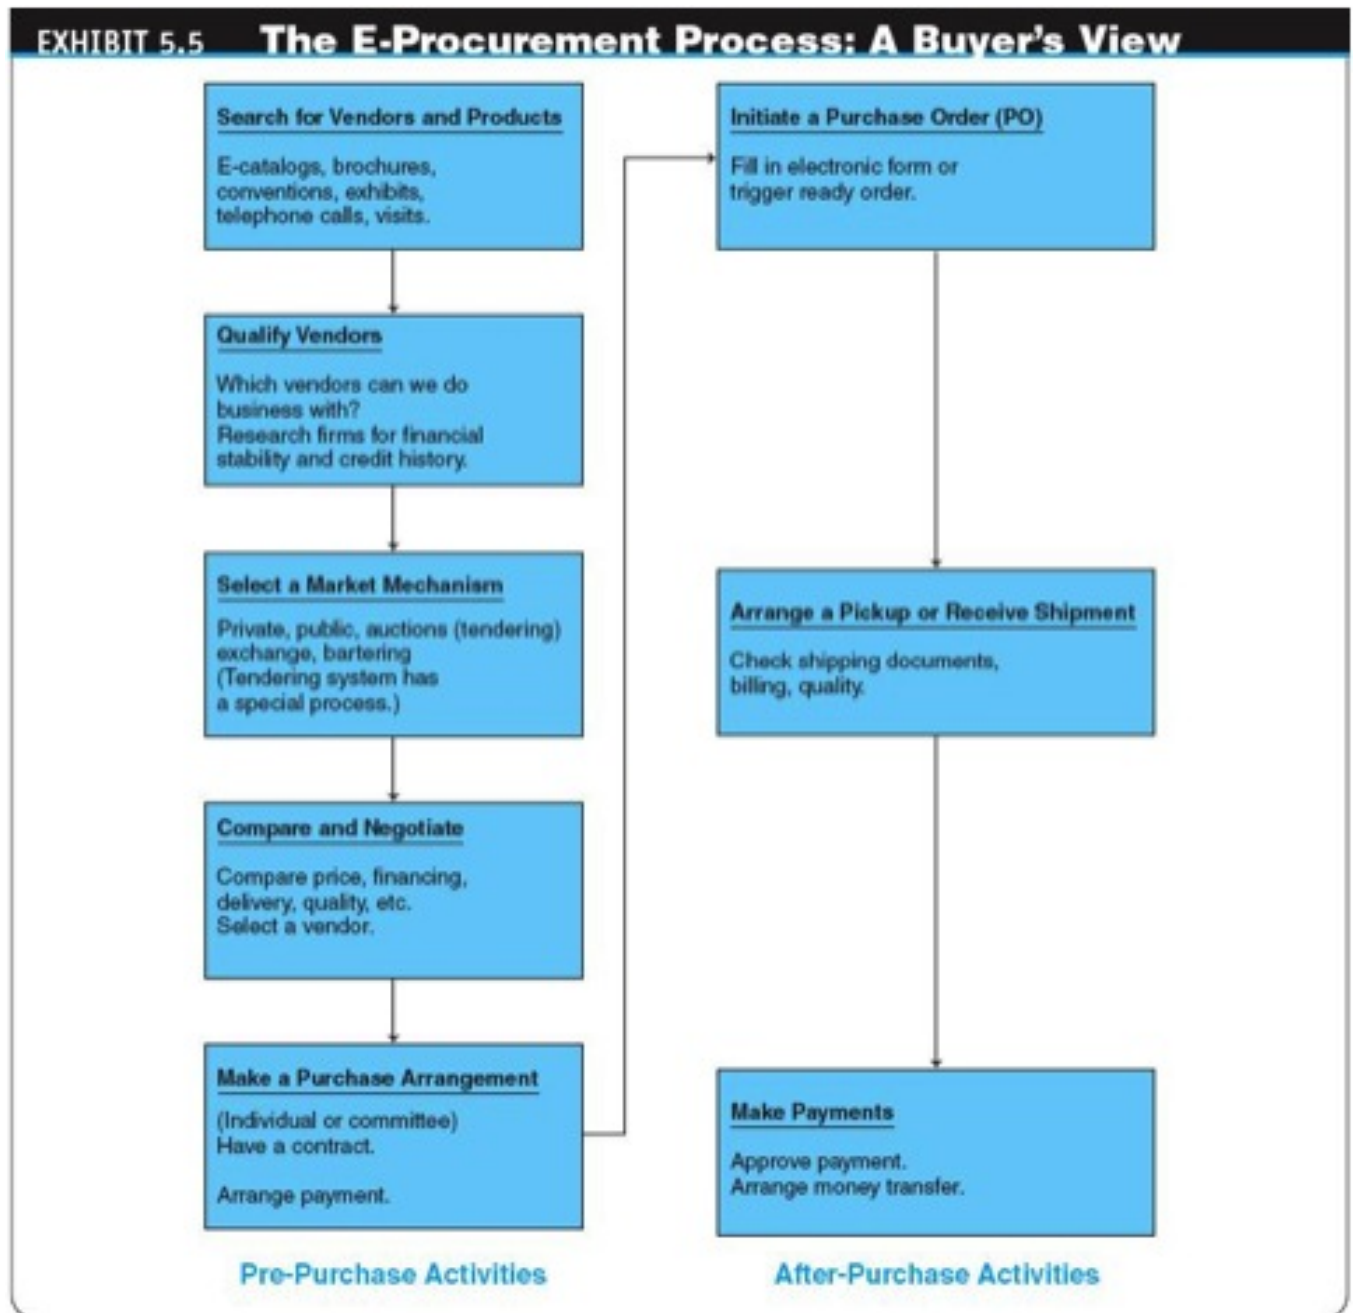 EXHIBIT 5.5 The E-Procurement Process: A Buyer's View
Search for Vendors and Products
E-catalogs, brochures,
conventions, exhibits,
telephone calls, visits.
Qualify Vendors
Which vendors can we do
business with?
Research firms for financial
stability and credit history.
Select a Market Mechanism
Private, public, auctions (tendering)
exchange, bartering
(Tendering system has
a special process.)
Compare and Negotiate
Compare price, financing,
delivery, quality, etc.
Select a vendor.
Make a Purchase Arrangement
(Individual or committee)
Have a contract.
Arrange payment.
Pre-Purchase Activities
Initiate a Purchase Order (PO)
Fill in electronic form or
trigger ready order.
Arrange a Pickup or Receive Shipment
Check shipping documents,
billing, quality.
Make Payments
Approve payment.
Arrange money transfer.
After-Purchase Activities